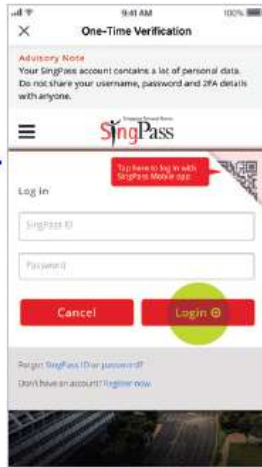 9:41 AM 100%
One-Time Verification
Advisory Note
Your SingPass account contains a lot of personal data.
Do not share your username, password and 2FA details
with anyone.
SingPass
Tap here to log in with
SingPass Mobile app
Log in
SingPass ID
Password
Cancel Login
Forgot SingPass ID or password?
Don't have an account? Register now